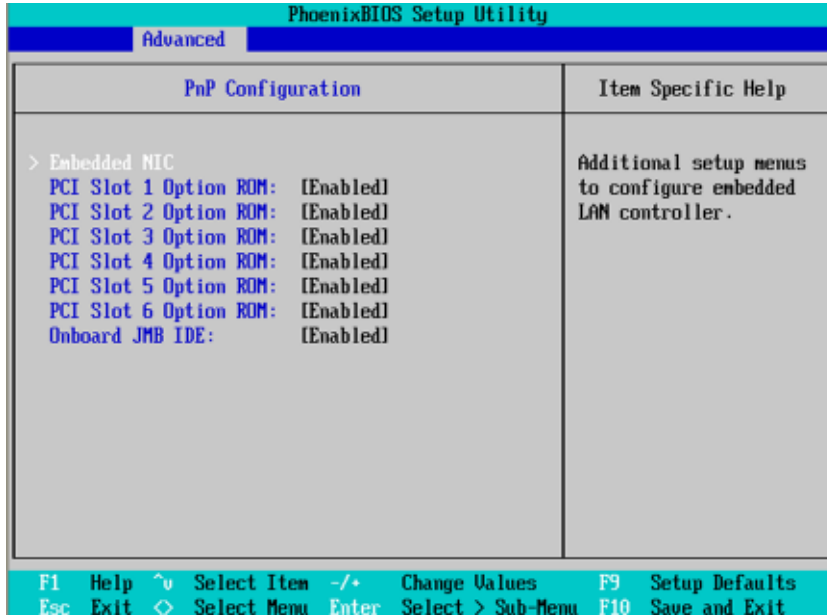 PhoenixBIOS Setup Utility
Advanced
PnP Configuration
Item Specific Help
> Embedded NIC
PCI Slot 1 Option ROM: [Enabled]
PCI Slot 2 Option ROM: [Enabled]
PCI Slot 3 Option ROM: [Enabled]
PCI Slot 4 Option ROM: [Enabled]
PCI Slot 5 Option ROM: [Enabled]
PCI Slot 6 Option ROM: [Enabled]
Onboard JMB IDE: [Enabled]
Additional setup menus
to configure embedded
LAN controller.
F1 Help ^v Select Item -/+ Change Values F9 Setup Defaults
Esc Exit <> Select Menu Enter Select > Sub-Menu F10 Save and Exit